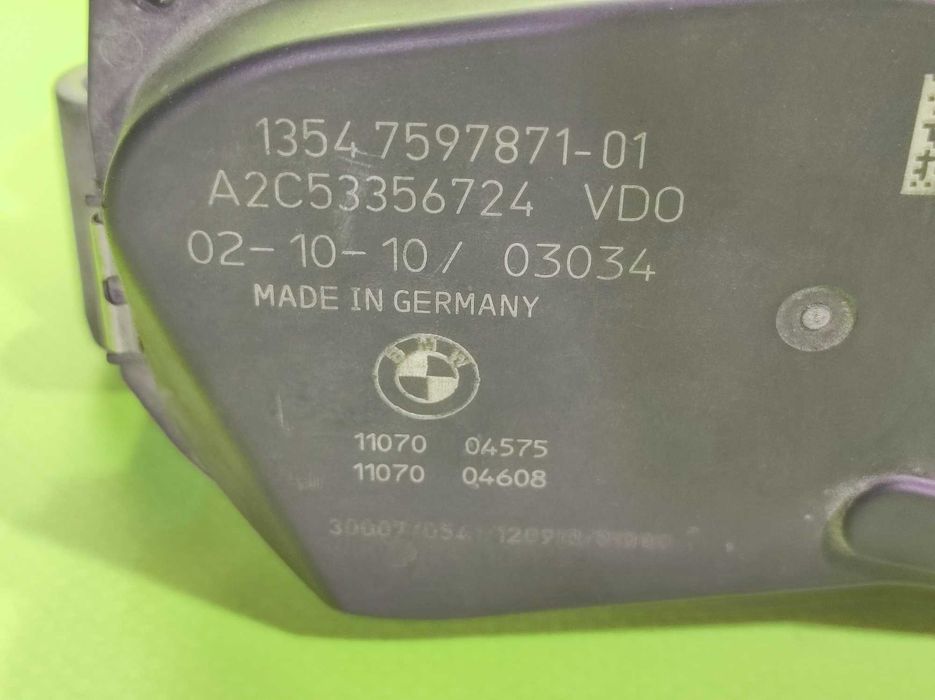 1354 7597871-01
A2C53356724 VDO
02-10-10/ 03034
MADE IN GERMANY
BMW
11070 04575
11070 04608